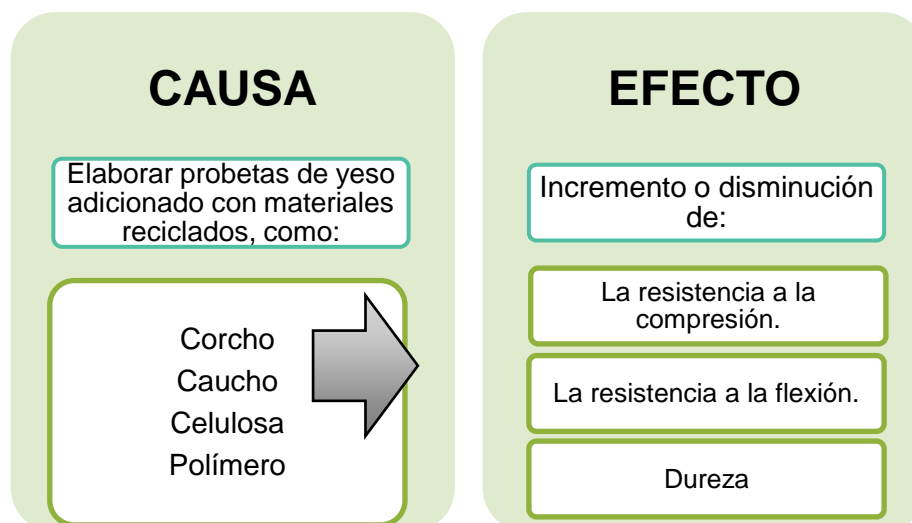 CAUSA
Elaborar probetas de yeso
adicionado con materiales
reciclados, como:
Corcho
Caucho
Celulosa
Polímero
EFECTO
Incremento o disminución
de:
La resistencia a la
compresión.
La resistencia a la flexión.
Dureza